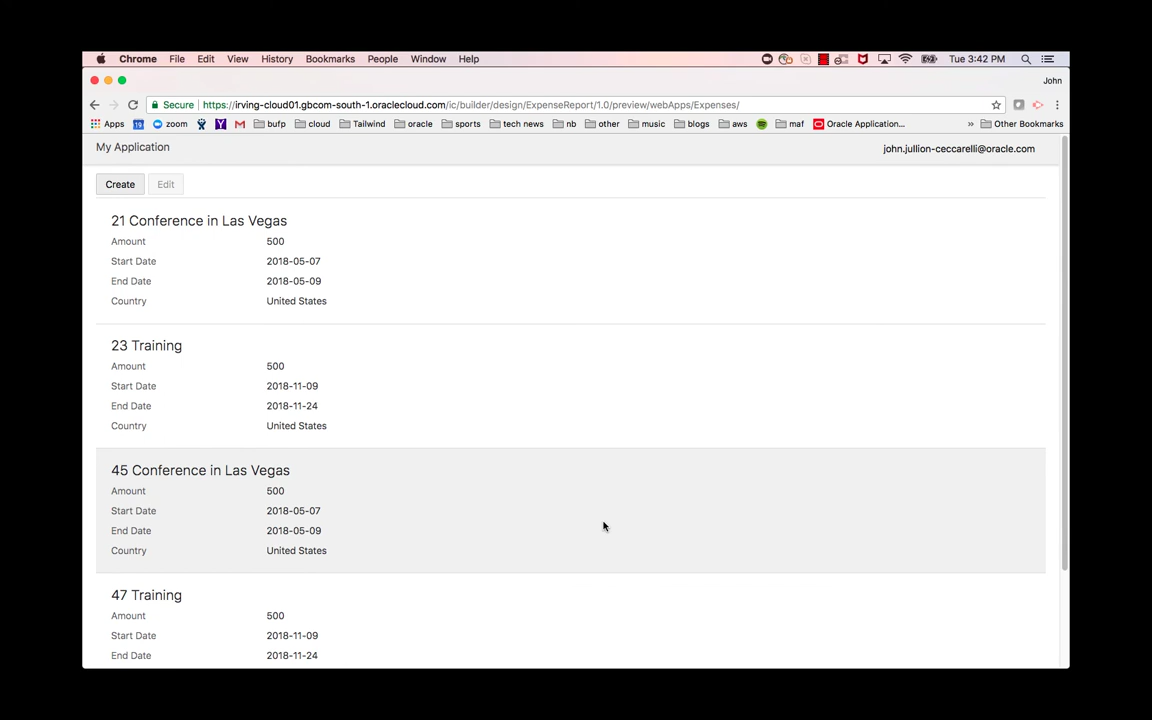 Chrome File Edit View History Bookmarks People Window Help Tue 3:42 PM
John
Secure https://irving-cloud01.gbcom-south-1.oraclecloud.com/ic/builder/design/ExpenseReport/1.0/preview/webApps/Expenses/
Apps zoom bufp cloud Tailwind oracle sports tech news nb other music blogs aws maf Oracle Application... » Other Bookmarks
My Application john.jullion-ceccarelli@oracle.com
Create Edit
21 Conference in Las Vegas
Amount 500
Start Date 2018-05-07
End Date 2018-05-09
Country United States
23 Training
Amount 500
Start Date 2018-11-09
End Date 2018-11-24
Country United States
45 Conference in Las Vegas
Amount 500
Start Date 2018-05-07
End Date 2018-05-09
Country United States
47 Training
Amount 500
Start Date 2018-11-09
End Date 2018-11-24